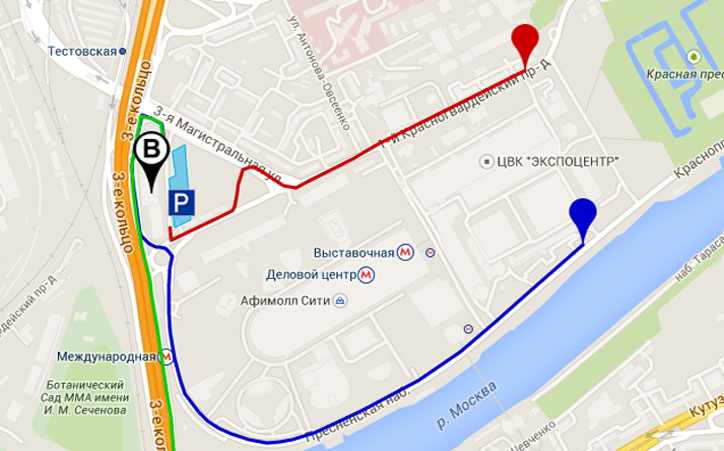 Тестовская
ул. Антонова-Овсеенко
3-е кольцо
3-я Магистральная ул.
1-й Красногвардейский пр-д
Красная прес
B
P
ЦВК "ЭКСПОЦЕНТР"
Краснопр
3-е кольцо
Выставочная
М
Деловой центр
М
Афимолл Сити
наб. Тарас
рдейский пр-д
Международная
М
Ботанический
Сад ММА имени
И. М. Сеченова
3-е кол
Пресненская наб.
р. Москва
Шевченко
Кутуз